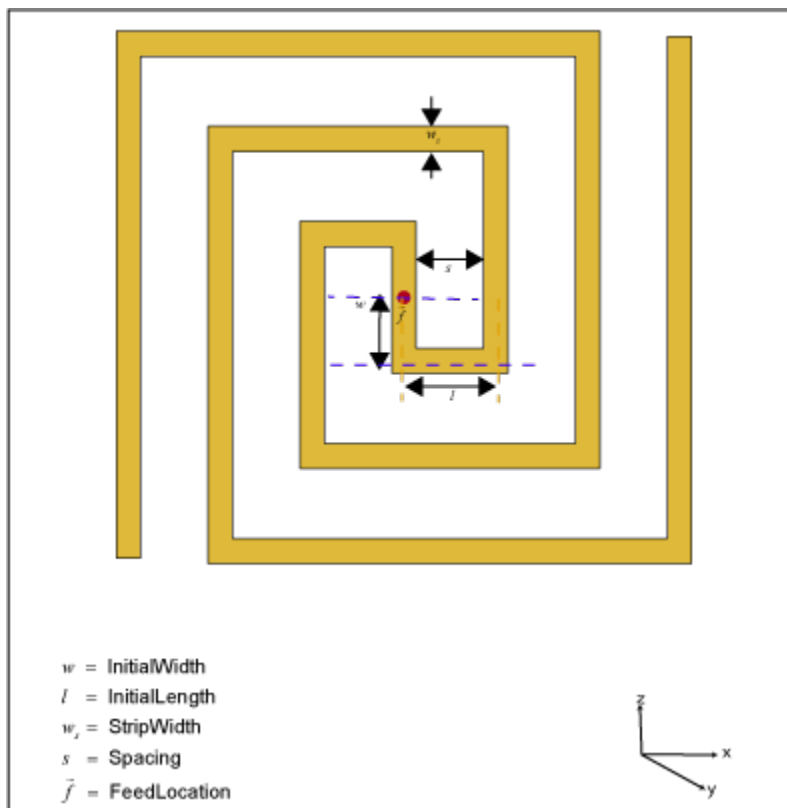 w_s
s
w
f⃗
l
w = InitialWidth
l = InitialLength
w_s = StripWidth
s = Spacing
f⃗ = FeedLocation
z
x
y